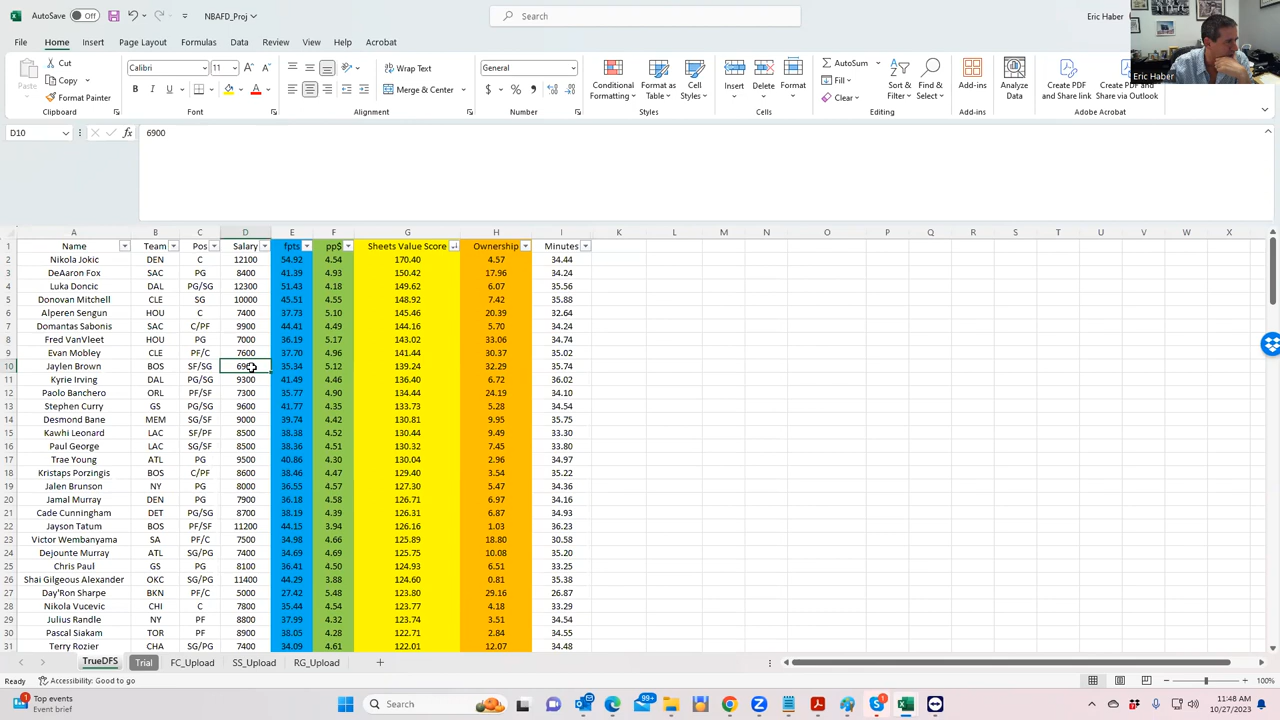 AutoSave Off NBAFD_Proj Search Eric Haber
File Home Insert Page Layout Formulas Data Review View Help Acrobat
Cut Calibri 11 Wrap Text General AutoSum
Paste Copy Format Painter B I U A Merge & Center $ % Conditional Formatting Format as Table Cell Styles Insert Delete Format Fill Clear Sort & Filter Find & Select Add-ins Analyze Data Create PDF and Share link Create PDF and Share via Outlook
Clipboard Font Alignment Number Styles Cells Editing Add-ins Adobe Acrobat
Eric Haber
D10 fx 6900
A B C D E F G H I K L M N O P Q R S T U V W X
1 Name Team Pos Salary fpts pp$ Sheets Value Score Ownership Minutes
2 Nikola Jokic DEN C 12100 54.92 4.54 170.40 4.57 34.44
3 DeAaron Fox SAC PG 8400 41.39 4.93 150.42 17.96 34.24
4 Luka Doncic DAL PG/SG 12300 51.43 4.18 149.62 6.07 35.56
5 Donovan Mitchell CLE SG 10000 45.51 4.55 148.92 7.42 35.88
6 Alperen Sengun HOU C 7400 37.73 5.10 145.46 20.39 32.64
7 Domantas Sabonis SAC C/PF 9900 44.41 4.49 144.16 5.70 34.24
8 Fred VanVleet HOU PG 7000 36.19 5.17 143.02 33.06 34.74
9 Evan Mobley CLE PF/C 7600 37.70 4.96 141.44 30.37 35.02
10 Jaylen Brown BOS SF/SG 6900 35.34 5.12 139.24 32.29 35.74
11 Kyrie Irving DAL PG/SG 9300 41.49 4.46 136.40 6.72 36.02
12 Paolo Banchero ORL PF/SF 7300 35.77 4.90 134.44 24.19 34.10
13 Stephen Curry GS PG/SG 9600 41.77 4.35 133.73 5.28 34.54
14 Desmond Bane MEM SG/SF 9000 39.74 4.42 130.81 9.95 35.75
15 Kawhi Leonard LAC SF/PF 8500 38.38 4.52 130.44 9.49 33.30
16 Paul George LAC SG/SF 8500 38.36 4.51 130.32 7.45 33.80
17 Trae Young ATL PG 9500 40.86 4.30 130.04 2.96 34.97
18 Kristaps Porzingis BOS C/PF 8600 38.46 4.47 129.40 3.54 35.22
19 Jalen Brunson NY PG 8000 36.55 4.57 127.30 5.47 34.36
20 Jamal Murray DEN PG 7900 36.18 4.58 126.71 6.97 34.16
21 Cade Cunningham DET PG/SG 8700 38.19 4.39 126.31 6.87 34.93
22 Jayson Tatum BOS PF/SF 11200 44.15 3.94 126.16 1.03 36.23
23 Victor Wembanyama SA PF/C 7500 34.98 4.66 125.89 18.80 30.58
24 Dejounte Murray ATL SG/PG 7400 34.69 4.69 125.75 10.08 35.20
25 Chris Paul GS PG 8100 36.41 4.50 124.93 6.51 33.25
26 Shai Gilgeous Alexander OKC SG/PG 11400 44.29 3.88 124.60 0.81 35.38
27 Day'Ron Sharpe BKN PF/C 5000 27.42 5.48 123.80 29.16 26.87
28 Nikola Vucevic CHI C 7800 35.44 4.54 123.77 4.18 33.29
29 Julius Randle NY PF 8800 37.99 4.32 123.74 3.51 34.54
30 Pascal Siakam TOR PF 8900 38.05 4.28 122.71 2.84 34.55
31 Terry Rozier CHA SG/PG 7400 34.09 4.61 122.01 12.07 34.48
TrueDFS Trial FC_Upload SS_Upload RG_Upload
Ready Accessibility: Good to go 100%
Top events
Event brief
Search
99+
11:48 AM
10/27/2023